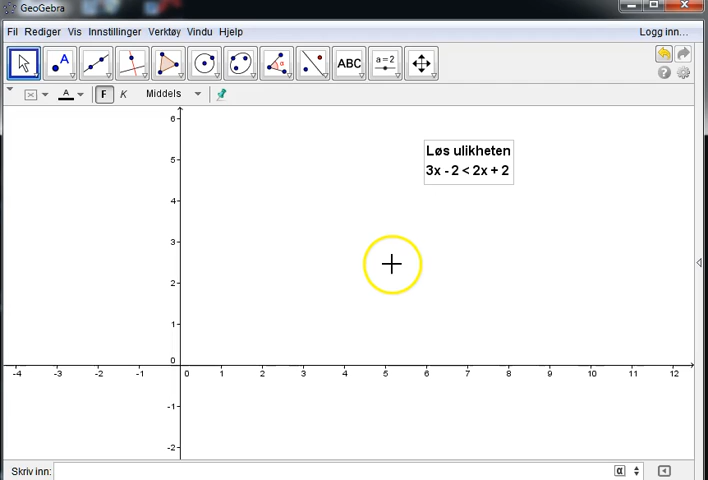 GeoGebra
Fil Rediger Vis Innstillinger Verktøy Vindu Hjelp Logg inn...
A ABC a=2
A F K Middels
Løs ulikheten
3x - 2 < 2x + 2
6
5
4
3
2
1
0
-4 -3 -2 -1 0 1 2 3 4 5 6 7 8 9 10 11 12
-1
-2
Skriv inn: α